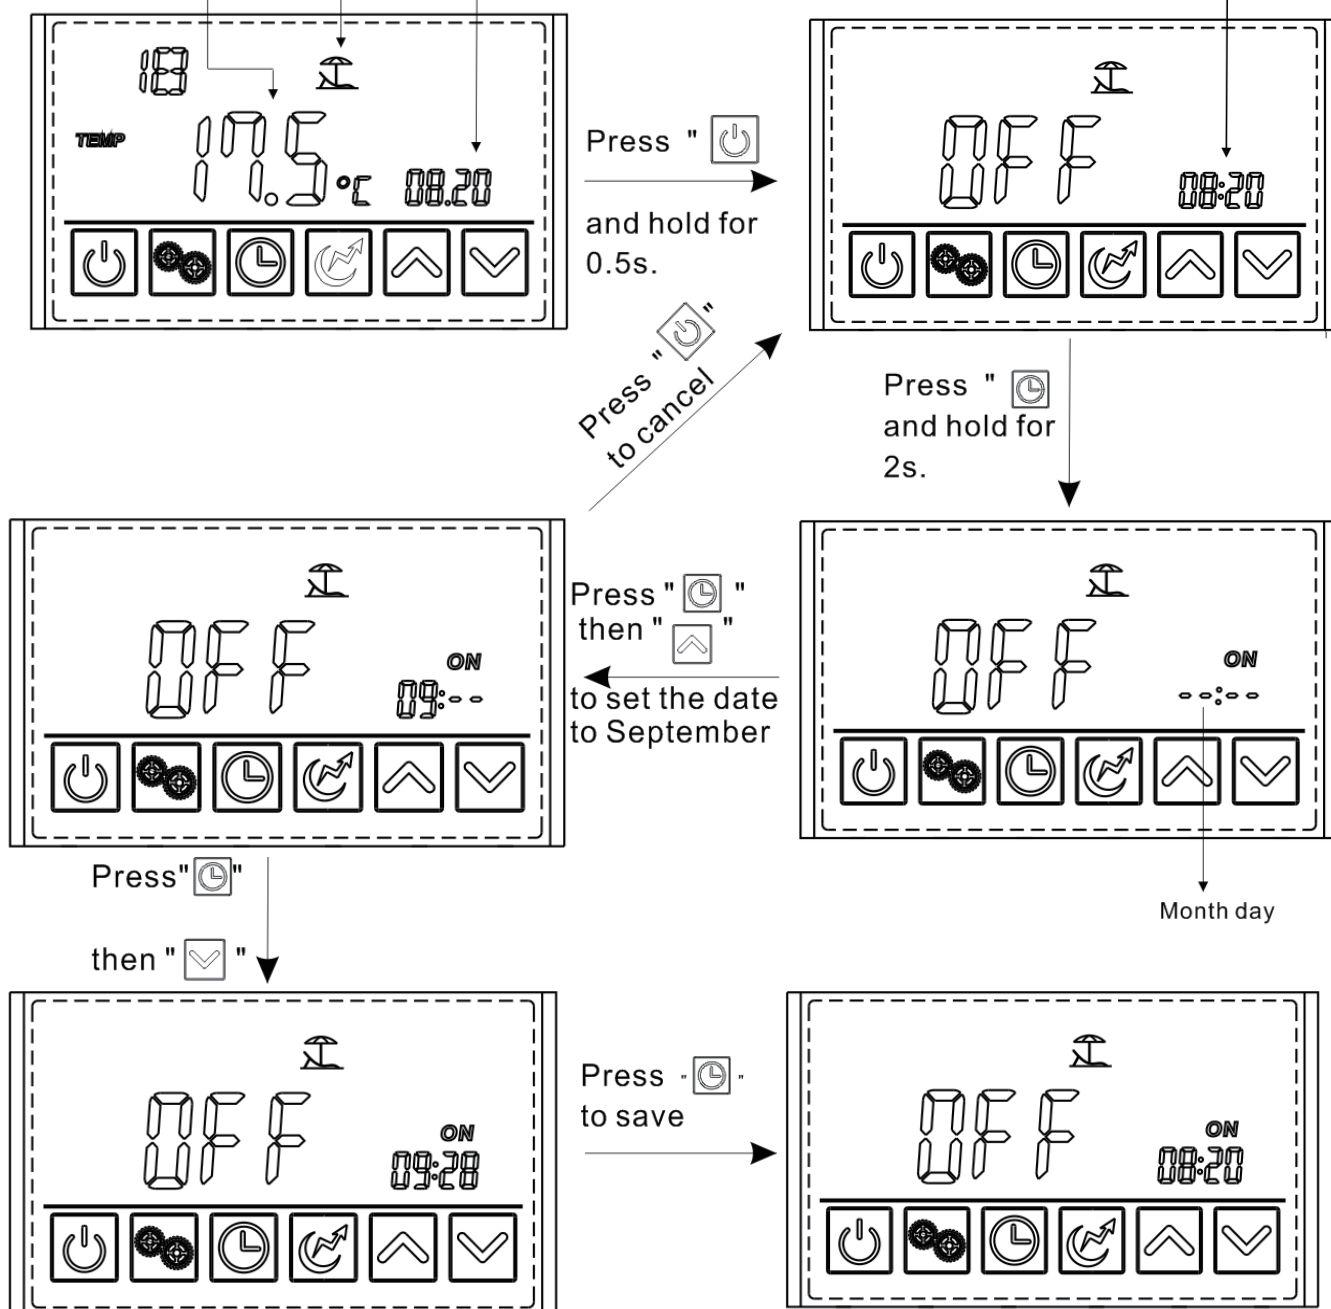 18
TEMP
17.5 °C 08.20
Press "
and hold for
0.5s.
OFF
08:20
Press " "
to cancel
Press "
and hold for
2s.
OFF
ON
09:--
Press " "
then " "
to set the date
to September
OFF
ON
--:--
Month day
Press" "
then " "
OFF
ON
09:28
Press " "
to save
OFF
ON
08:20